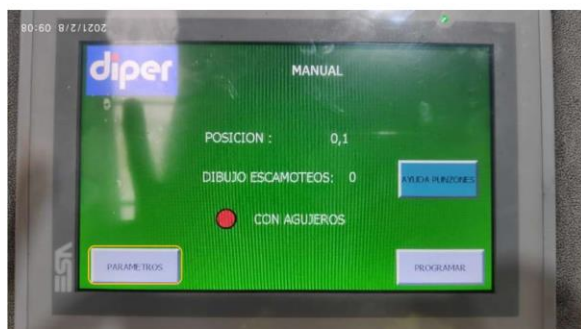 2021/2/8 09:08
diper
MANUAL
POSICION : 0,1
DIBUJO ESCAMOTEOS: 0
AYUDA PUNZONES
CON AGUJEROS
PARAMETROS
PROGRAMAR